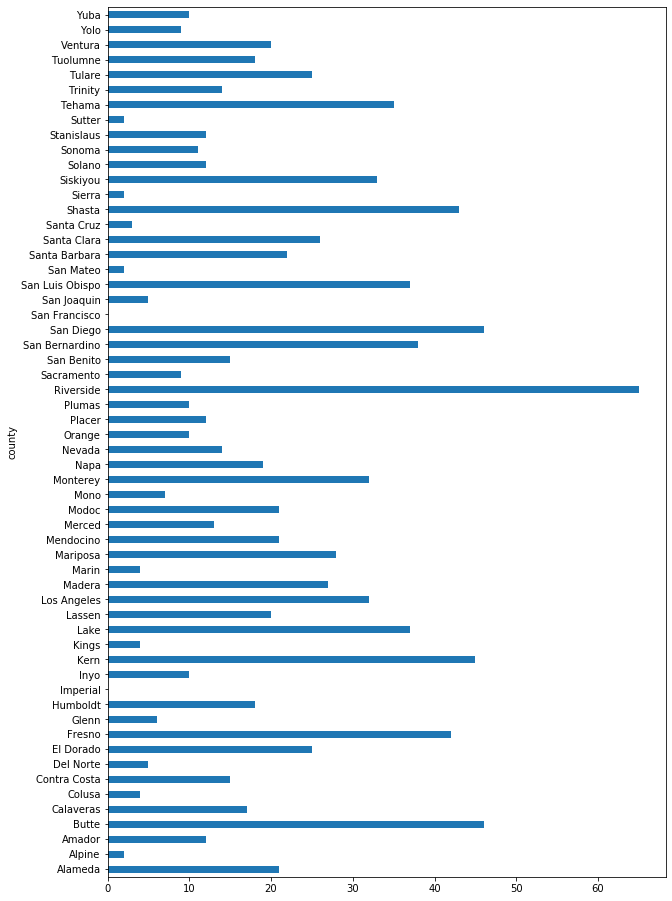 Yuba
Yolo
Ventura
Tuolumne
Tulare
Trinity
Tehama
Sutter
Stanislaus
Sonoma
Solano
Siskiyou
Sierra
Shasta
Santa Cruz
Santa Clara
Santa Barbara
San Mateo
San Luis Obispo
San Joaquin
San Francisco
San Diego
San Bernardino
San Benito
Sacramento
Riverside
Plumas
Placer
Orange
Nevada
Napa
Monterey
Mono
Modoc
Merced
Mendocino
Mariposa
Marin
Madera
Los Angeles
Lassen
Lake
Kings
Kern
Inyo
Imperial
Humboldt
Glenn
Fresno
El Dorado
Del Norte
Contra Costa
Colusa
Calaveras
Butte
Amador
Alpine
Alameda
county
0 10 20 30 40 50 60